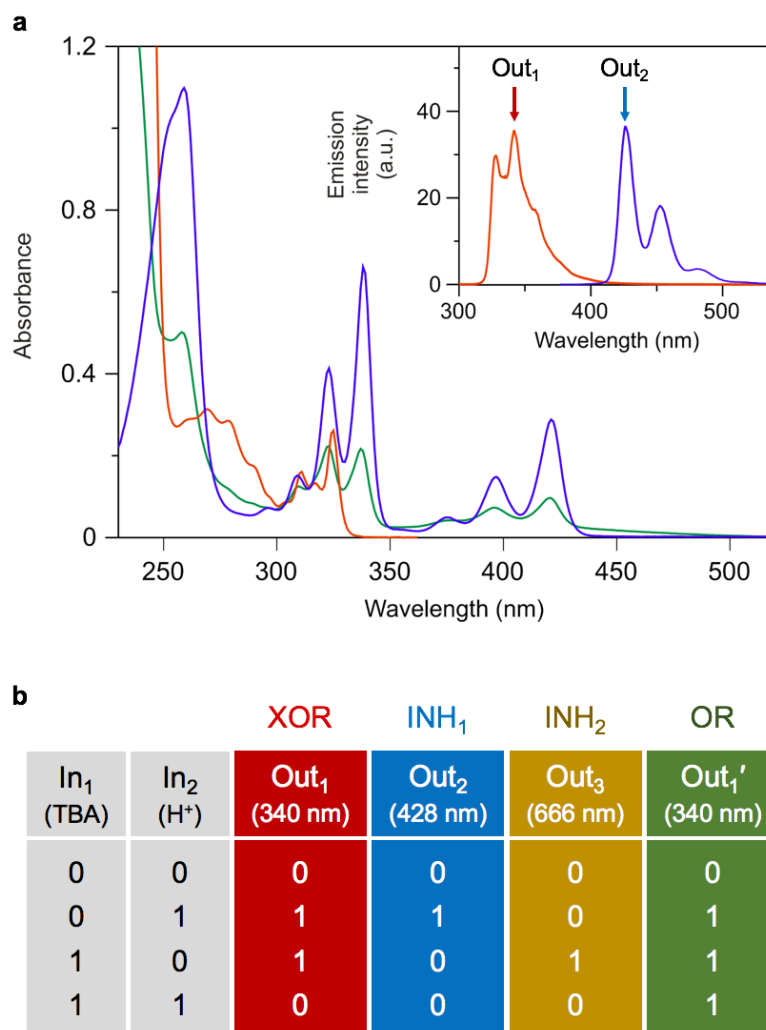 a
1.2
0.8
0.4
0
Absorbance
250 300 350 400 450 500
Wavelength (nm)
Out₁ Out₂
40
20
0
Emission
intensity
(a.u.)
300 400 500
Wavelength (nm)
b
XOR INH₁ INH₂ OR
In₁ In₂ Out₁ Out₂ Out₃ Out₁′
(TBA) (H⁺) (340 nm) (428 nm) (666 nm) (340 nm)
0 0 0 0 0 0
0 1 1 1 0 1
1 0 1 0 1 1
1 1 0 0 0 1